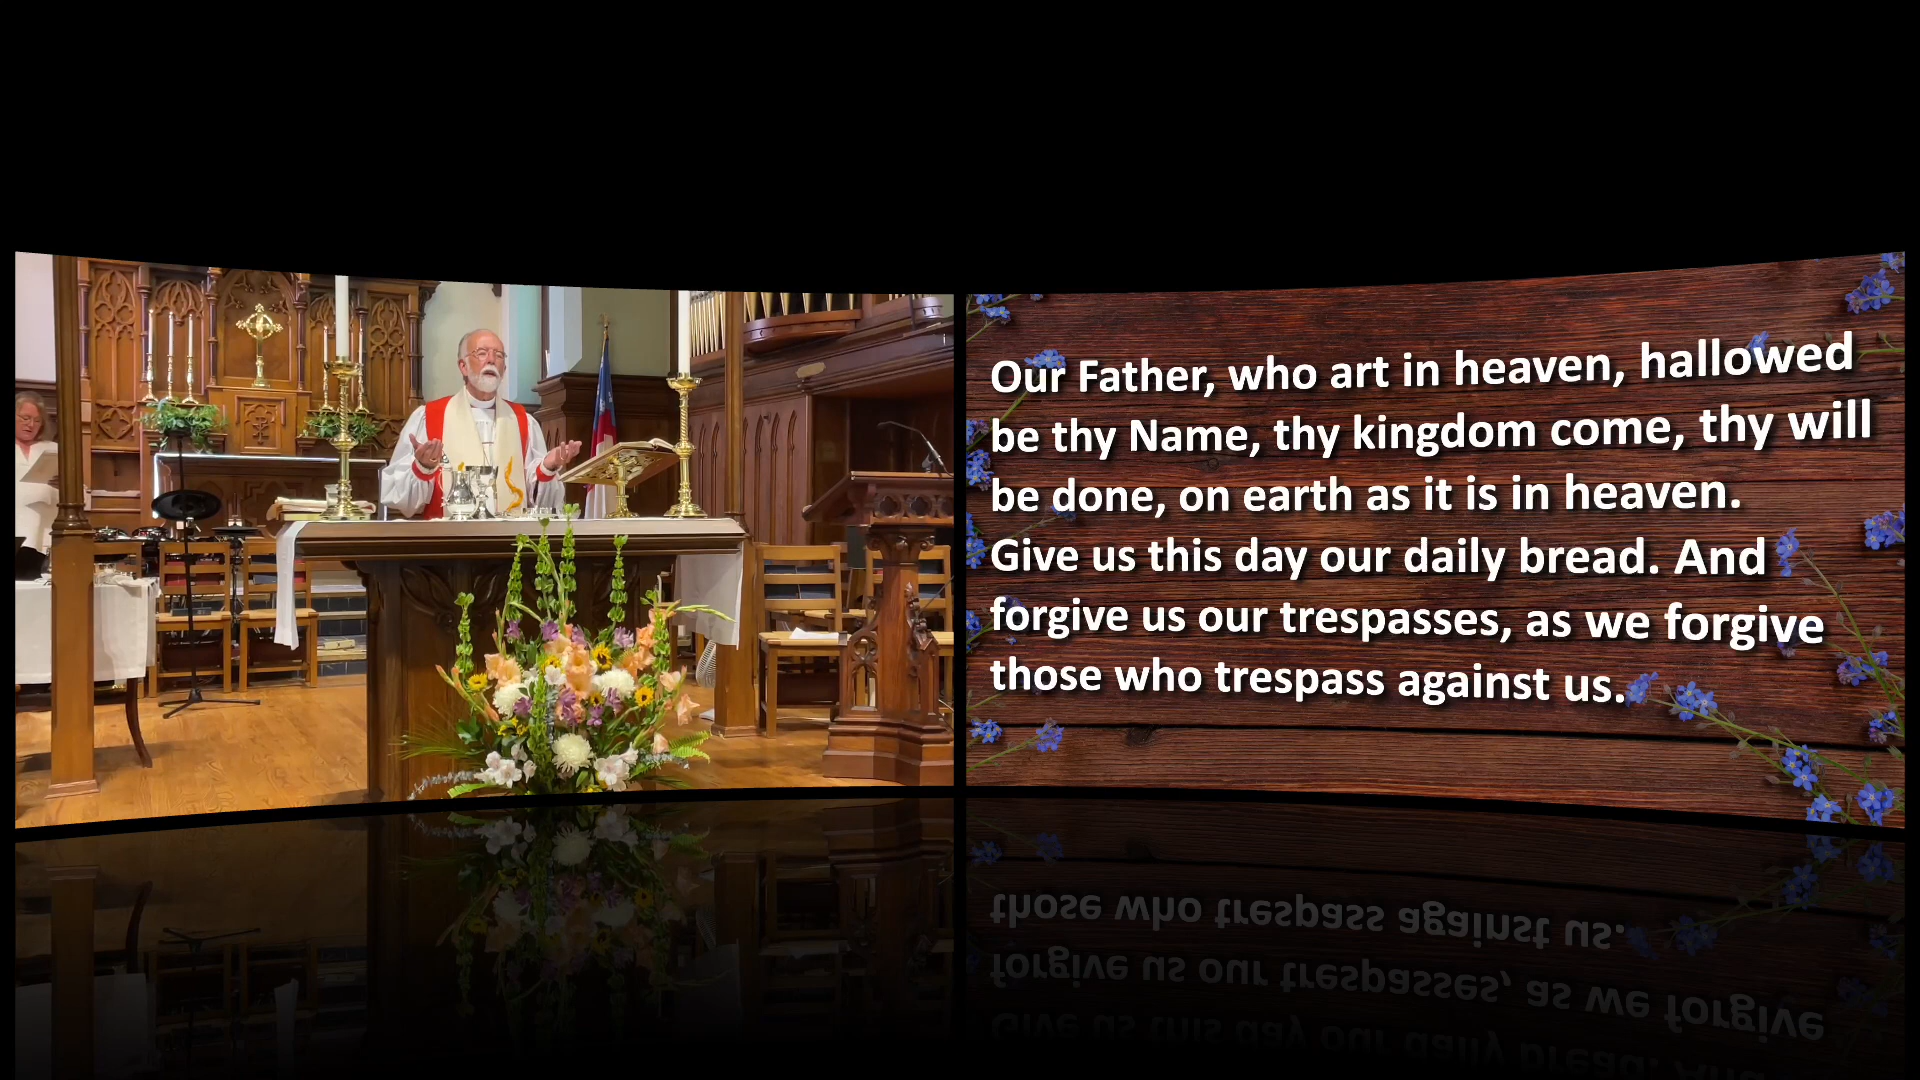 Our Father, who art in heaven, hallowed
be thy Name, thy kingdom come, thy will
be done, on earth as it is in heaven.
Give us this day our daily bread. And
forgive us our trespasses, as we forgive
those who trespass against us.